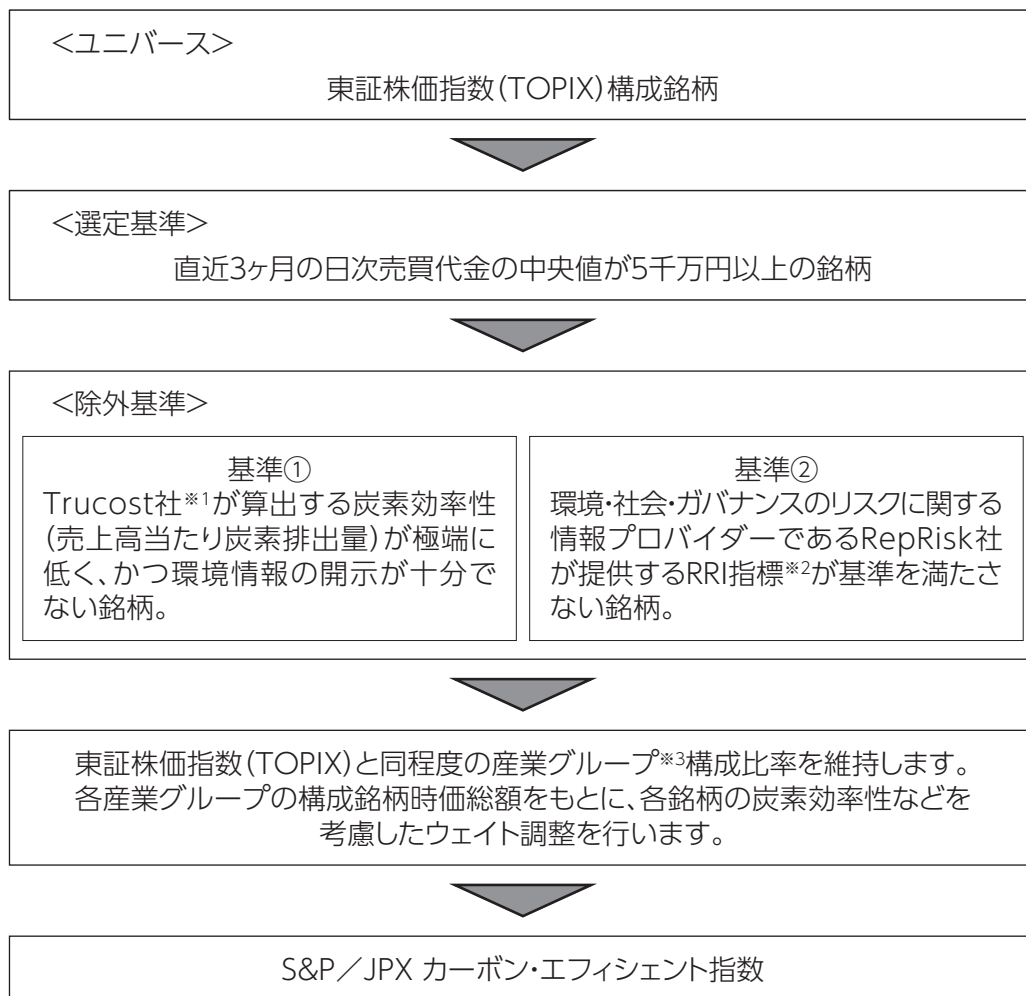 <ユニバース>
東証株価指数(TOPIX)構成銘柄
<選定基準>
直近3ヶ月の日次売買代金の中央値が5千万円以上の銘柄
<除外基準>
基準①
Trucost社※1が算出する炭素効率性
(売上高当たり炭素排出量)が極端に
低く、かつ環境情報の開示が十分で
ない銘柄。
基準②
環境・社会・ガバナンスのリスクに関する
情報プロバイダーであるRepRisk社
が提供するRRI指標※2が基準を満たさ
ない銘柄。
東証株価指数(TOPIX)と同程度の産業グループ※3構成比率を維持します。
各産業グループの構成銘柄時価総額をもとに、各銘柄の炭素効率性などを
考慮したウェイト調整を行います。
S&P/JPX カーボン・エフィシェント指数